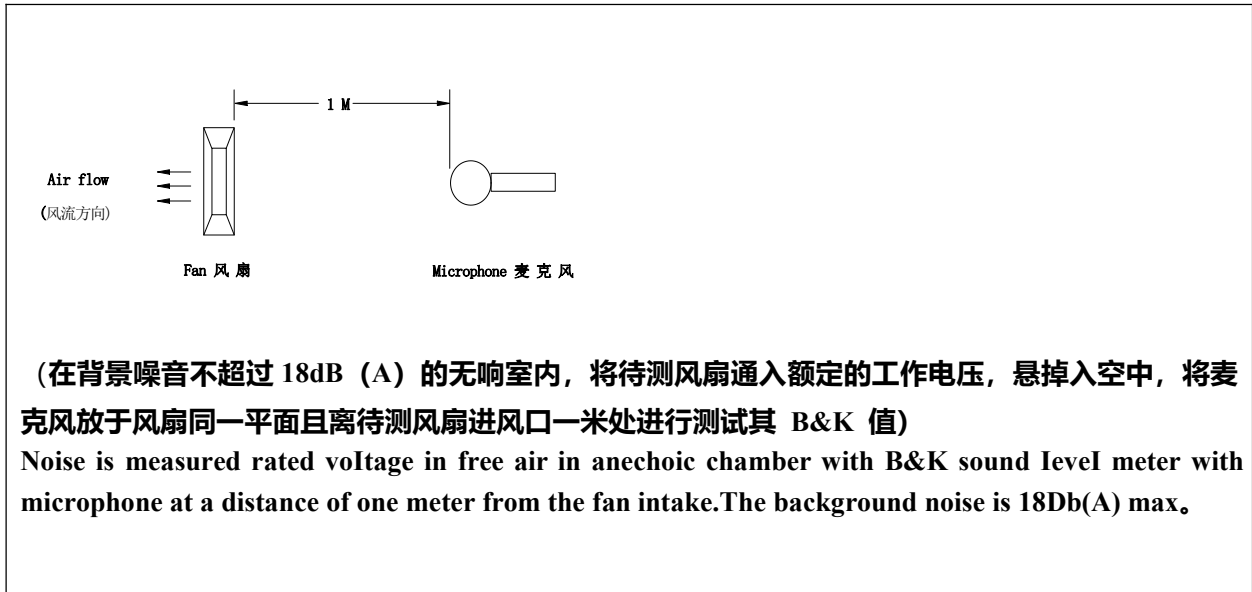 1 M
Air flow
(风流方向)
Fan 风 扇
Microphone 麦 克 风
（在背景噪音不超过 18dB（A）的无响室内，将待测风扇通入额定的工作电压，悬掉入空中，将麦
克风放于风扇同一平面且离待测风扇进风口一米处进行测试其 B&K 值)
Noise is measured rated voItage in free air in anechoic chamber with B&K sound IeveI meter with
microphone at a distance of one meter from the fan intake.The background noise is 18Db(A) max。